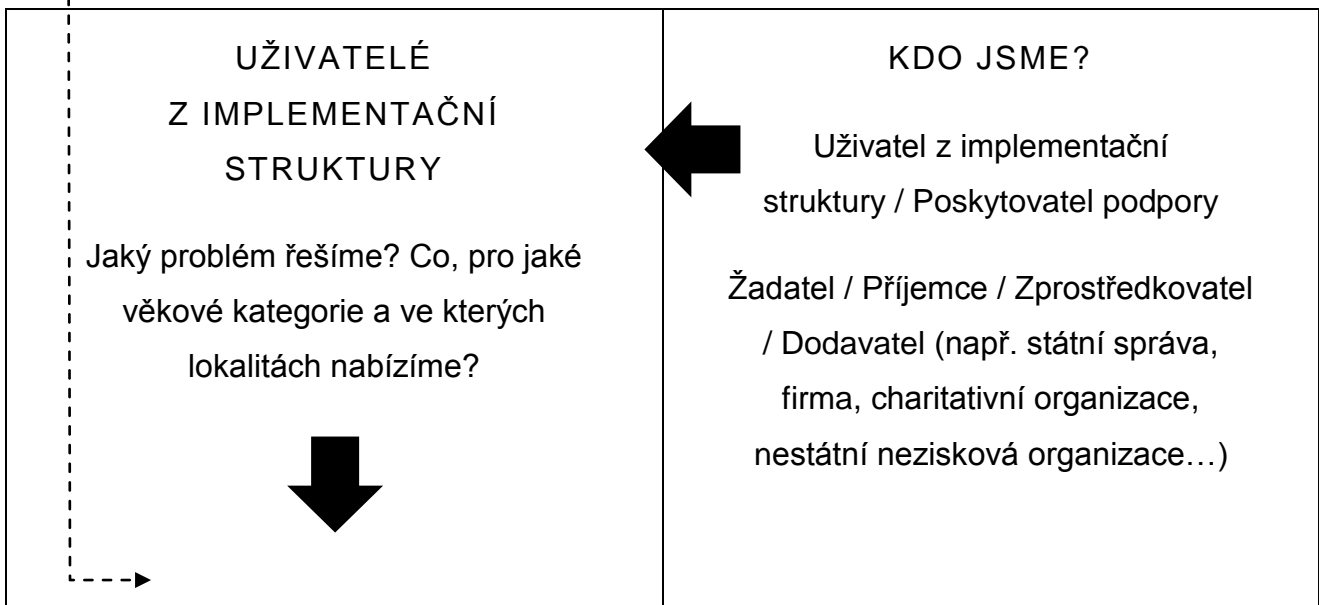 UŽIVATELÉ
Z IMPLEMENTAČNÍ
STRUKTURY
Jaký problém řešíme? Co, pro jaké
věkové kategorie a ve kterých
lokalitách nabízíme?
KDO JSME?
Uživatel z implementační
struktury / Poskytovatel podpory
Žadatel / Příjemce / Zprostředkovatel
/ Dodavatel (např. státní správa,
firma, charitativní organizace,
nestátní nezisková organizace…)